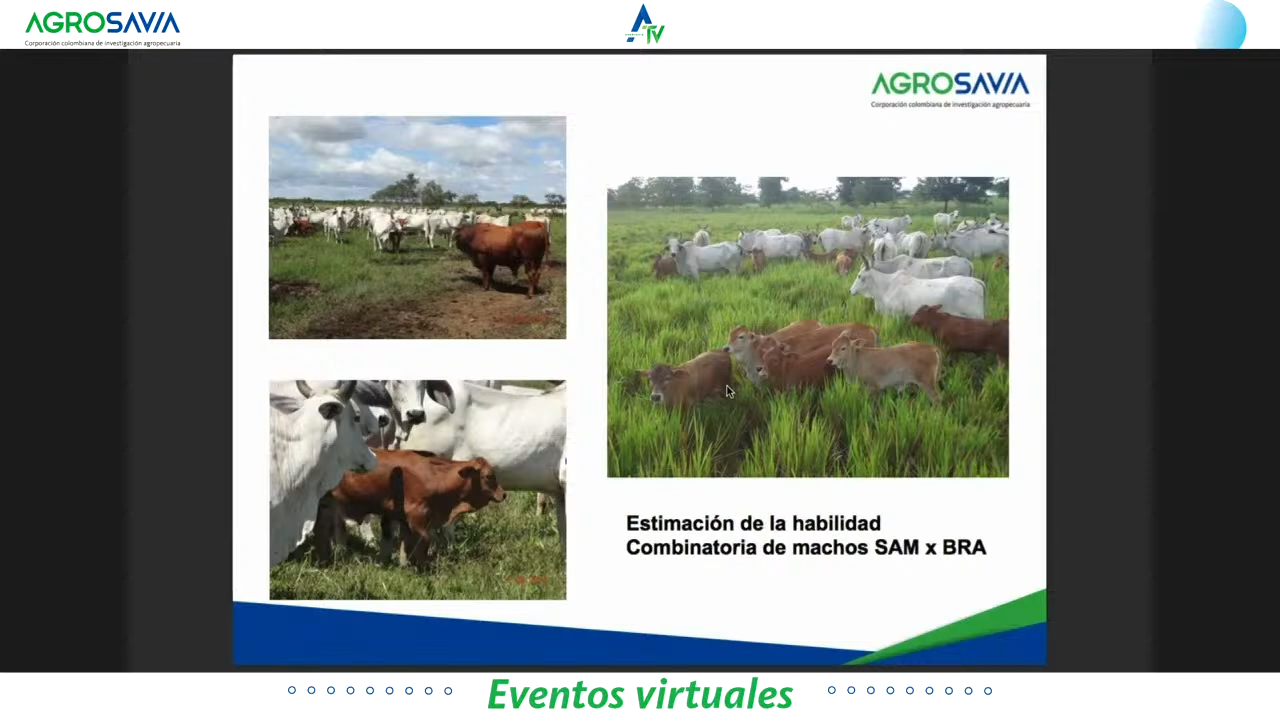 AGROSAVIA
Corporación colombiana de investigación agropecuaria
TV
AGROSAVIA
Corporación colombiana de investigación agropecuaria
Estimación de la habilidad
Combinatoria de machos SAM x BRA
Eventos virtuales